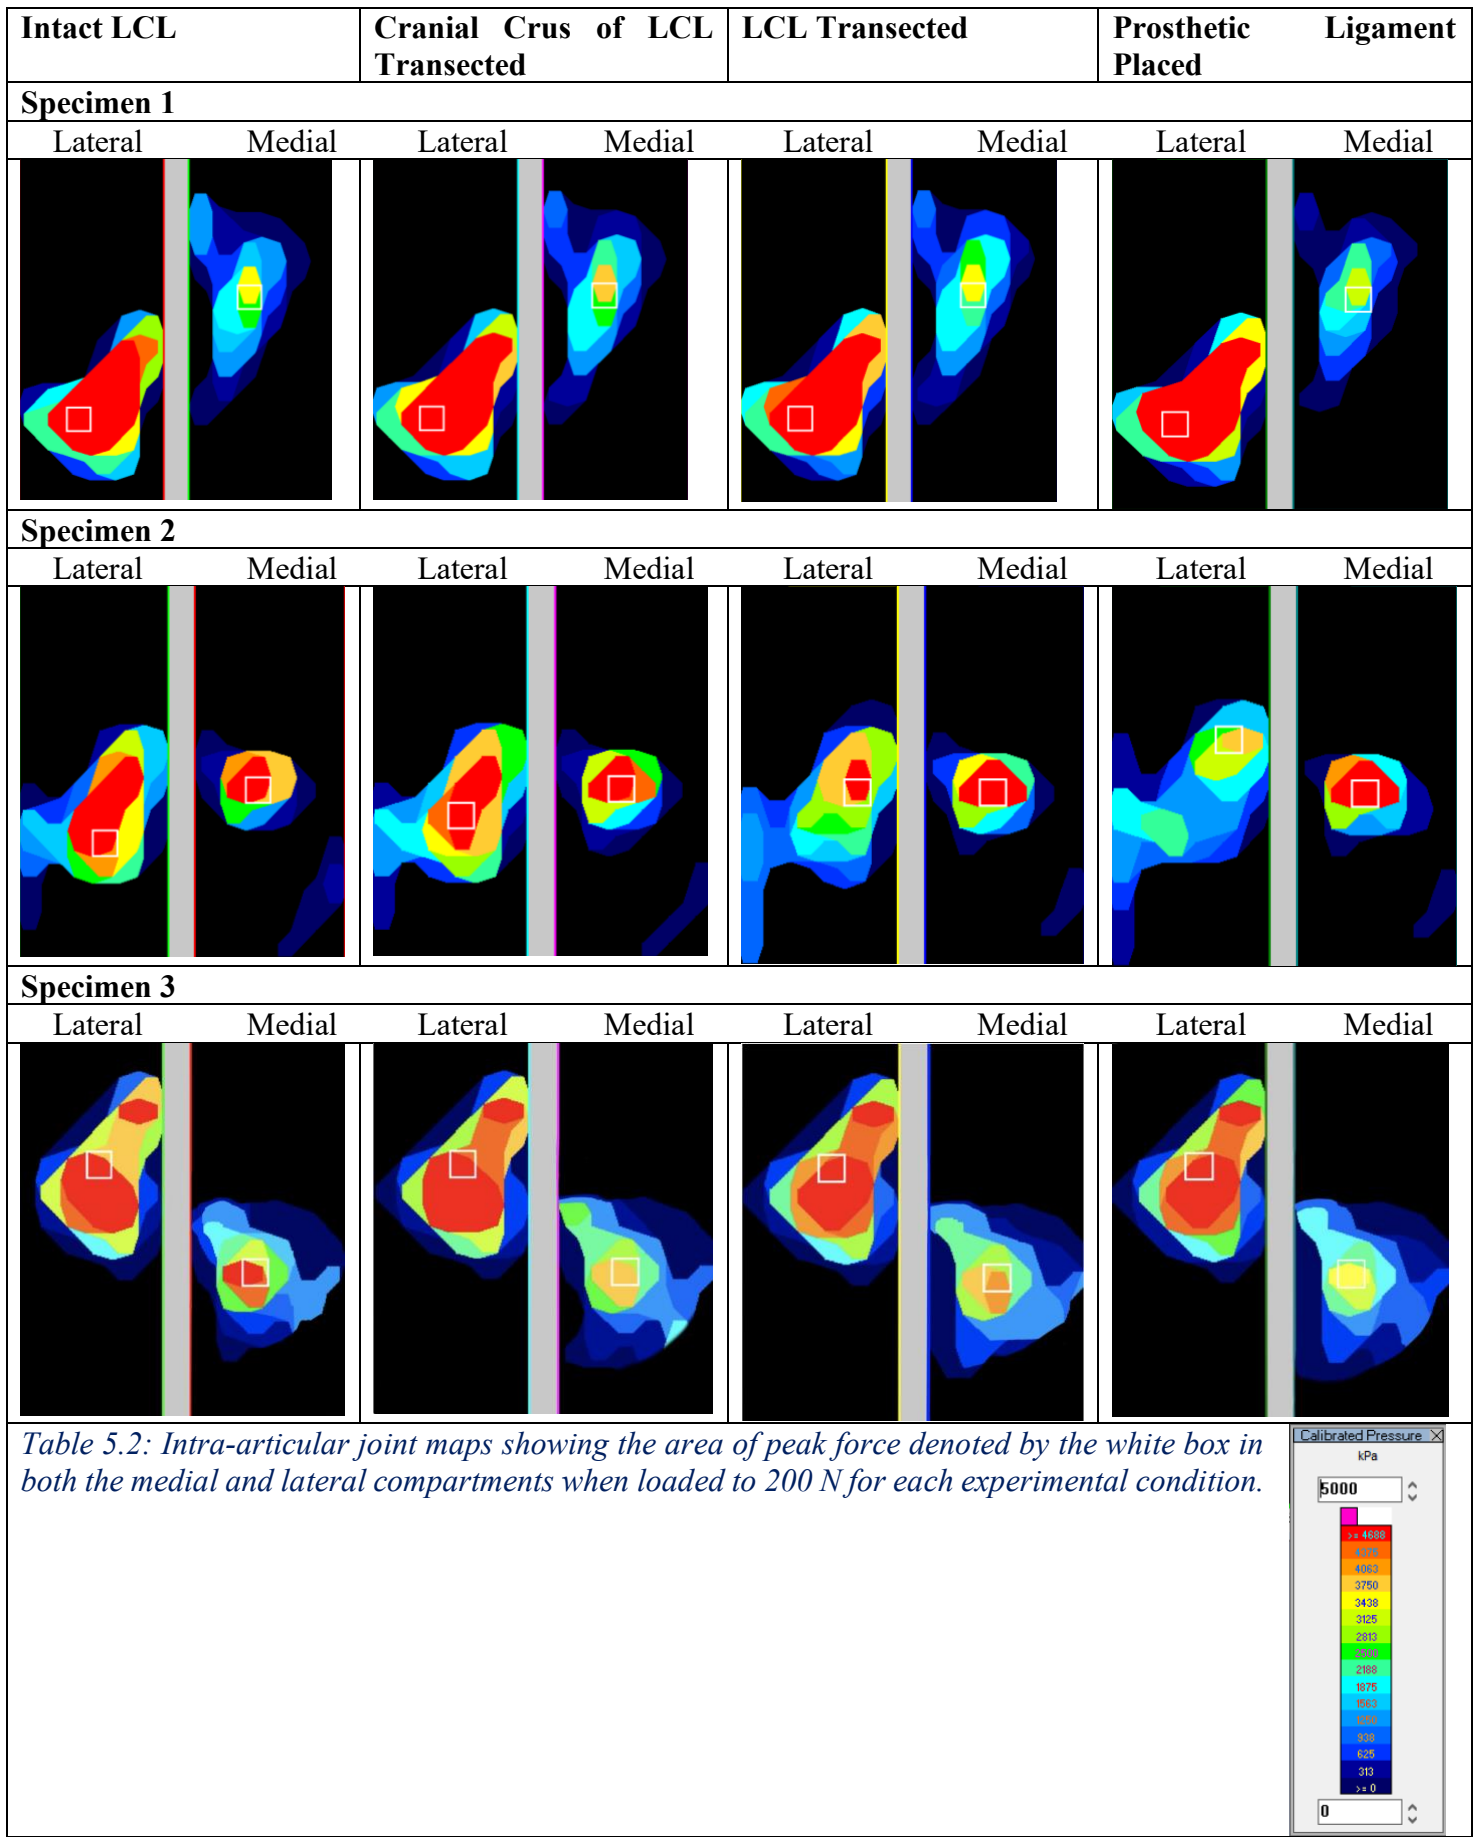 Intact LCL
Cranial Crus of LCL Transected
LCL Transected
Prosthetic Ligament Placed
Specimen 1
Lateral Medial Lateral Medial Lateral Medial Lateral Medial
Specimen 2
Lateral Medial Lateral Medial Lateral Medial Lateral Medial
Specimen 3
Lateral Medial Lateral Medial Lateral Medial Lateral Medial
Table 5.2: Intra-articular joint maps showing the area of peak force denoted by the white box in
both the medial and lateral compartments when loaded to 200 N for each experimental condition.
Calibrated Pressure
kPa
5000
>= 4688
4375
4063
3750
3438
3125
2813
2500
2188
1875
1563
1250
938
625
313
>= 0
0